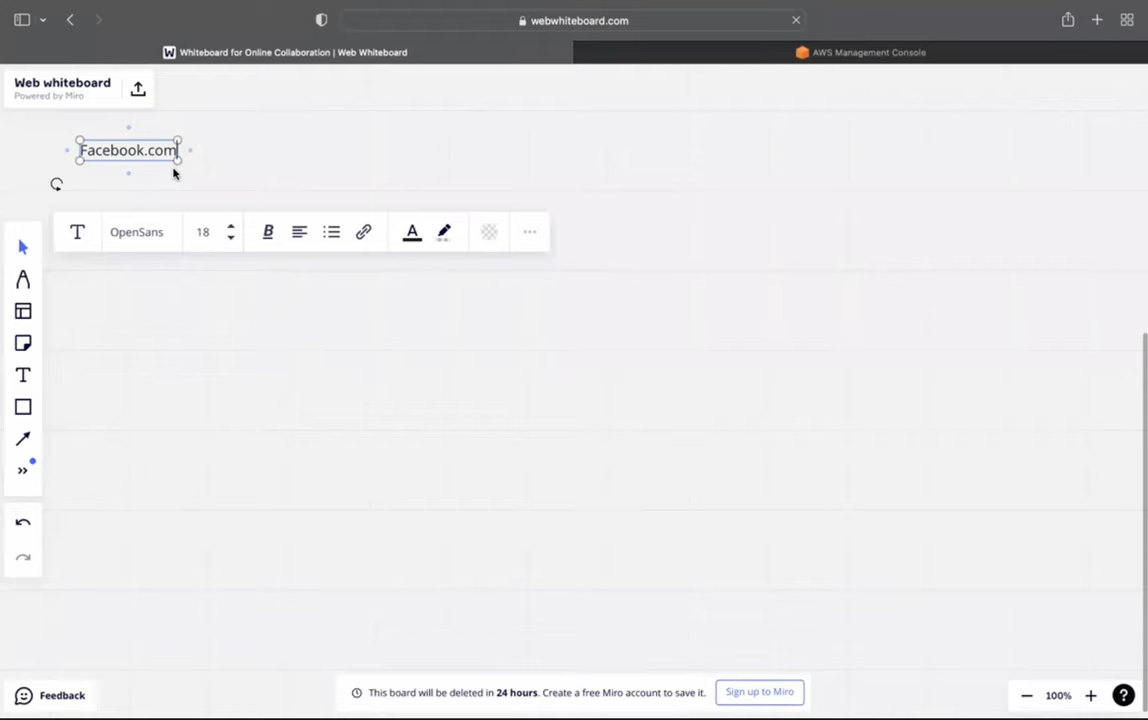 webwhiteboard.com
Whiteboard for Online Collaboration | Web Whiteboard
AWS Management Console
Web whiteboard
Powered by Miro
Facebook.com
OpenSans
18
B
A
T
Feedback
This board will be deleted in 24 hours. Create a free Miro account to save it.
Sign up to Miro
100%